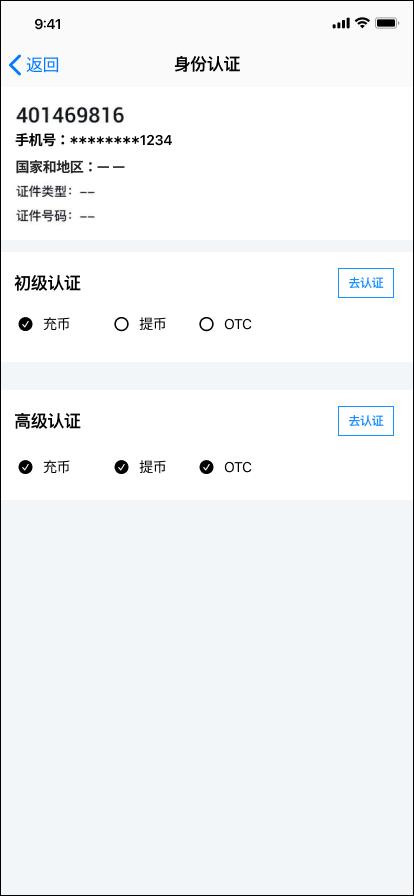 9:41
返回 身份认证
401469816
手机号：********1234
国家和地区：— —
证件类型：--
证件号码：--
初级认证 去认证
充币 提币 OTC
高级认证 去认证
充币 提币 OTC